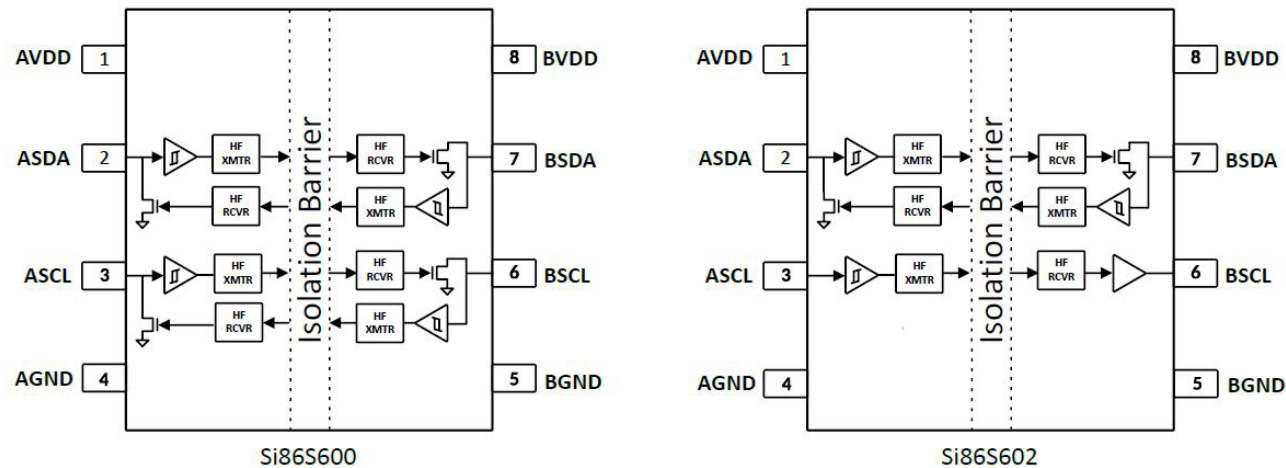 AVDD 1
8 BVDD
HF XMTR
HF RCVR
ASDA 2
7 BSDA
HF RCVR
HF XMTR
Isolation Barrier
HF XMTR
HF RCVR
ASCL 3
6 BSCL
HF RCVR
HF XMTR
AGND 4
5 BGND
Si86S600
AVDD 1
8 BVDD
HF XMTR
HF RCVR
ASDA 2
7 BSDA
HF RCVR
HF XMTR
Isolation Barrier
ASCL 3
HF XMTR
HF RCVR
6 BSCL
AGND 4
5 BGND
Si86S602